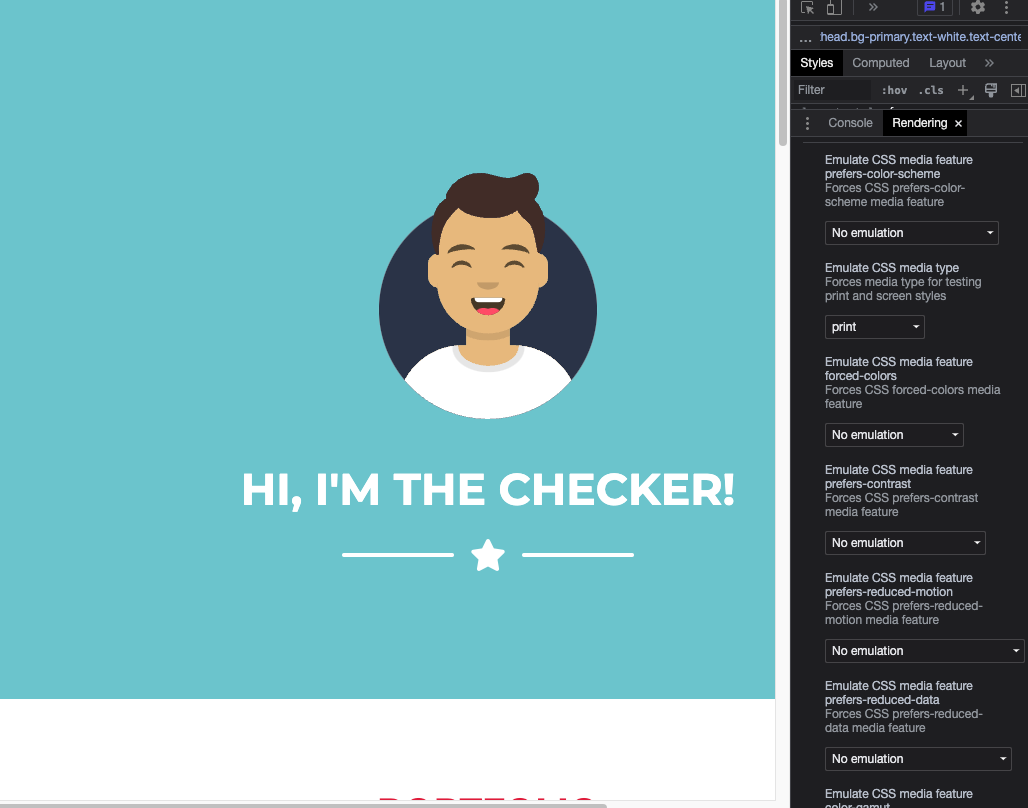 HI, I'M THE CHECKER!
PORTFOLIO
» 1
... thead.bg-primary.text-white.text-cente
Styles Computed Layout »
Filter :hov .cls +
Console Rendering ×
Emulate CSS media feature
prefers-color-scheme
Forces CSS prefers-color-
scheme media feature
No emulation
Emulate CSS media type
Forces media type for testing
print and screen styles
print
Emulate CSS media feature
forced-colors
Forces CSS forced-colors media
feature
No emulation
Emulate CSS media feature
prefers-contrast
Forces CSS prefers-contrast
media feature
No emulation
Emulate CSS media feature
prefers-reduced-motion
Forces CSS prefers-reduced-
motion media feature
No emulation
Emulate CSS media feature
prefers-reduced-data
Forces CSS prefers-reduced-
data media feature
No emulation
Emulate CSS media feature
color-gamut